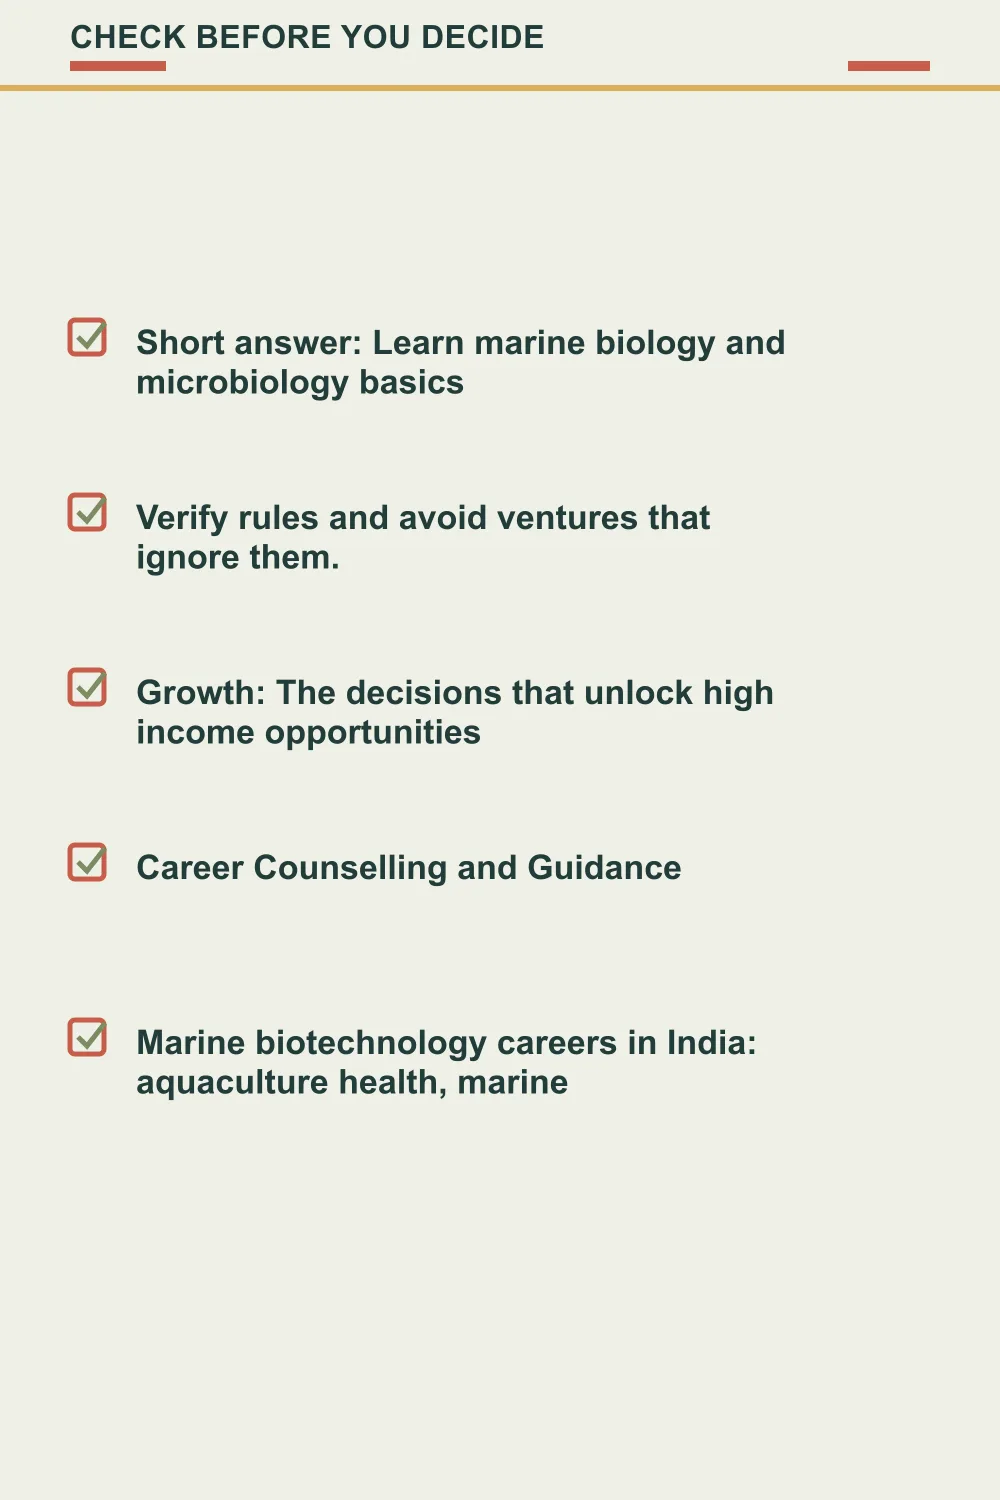 CHECK BEFORE YOU DECIDE
Short answer: Learn marine biology and
microbiology basics
Verify rules and avoid ventures that
ignore them.
Growth: The decisions that unlock high
income opportunities
Career Counselling and Guidance
Marine biotechnology careers in India:
aquaculture health, marine